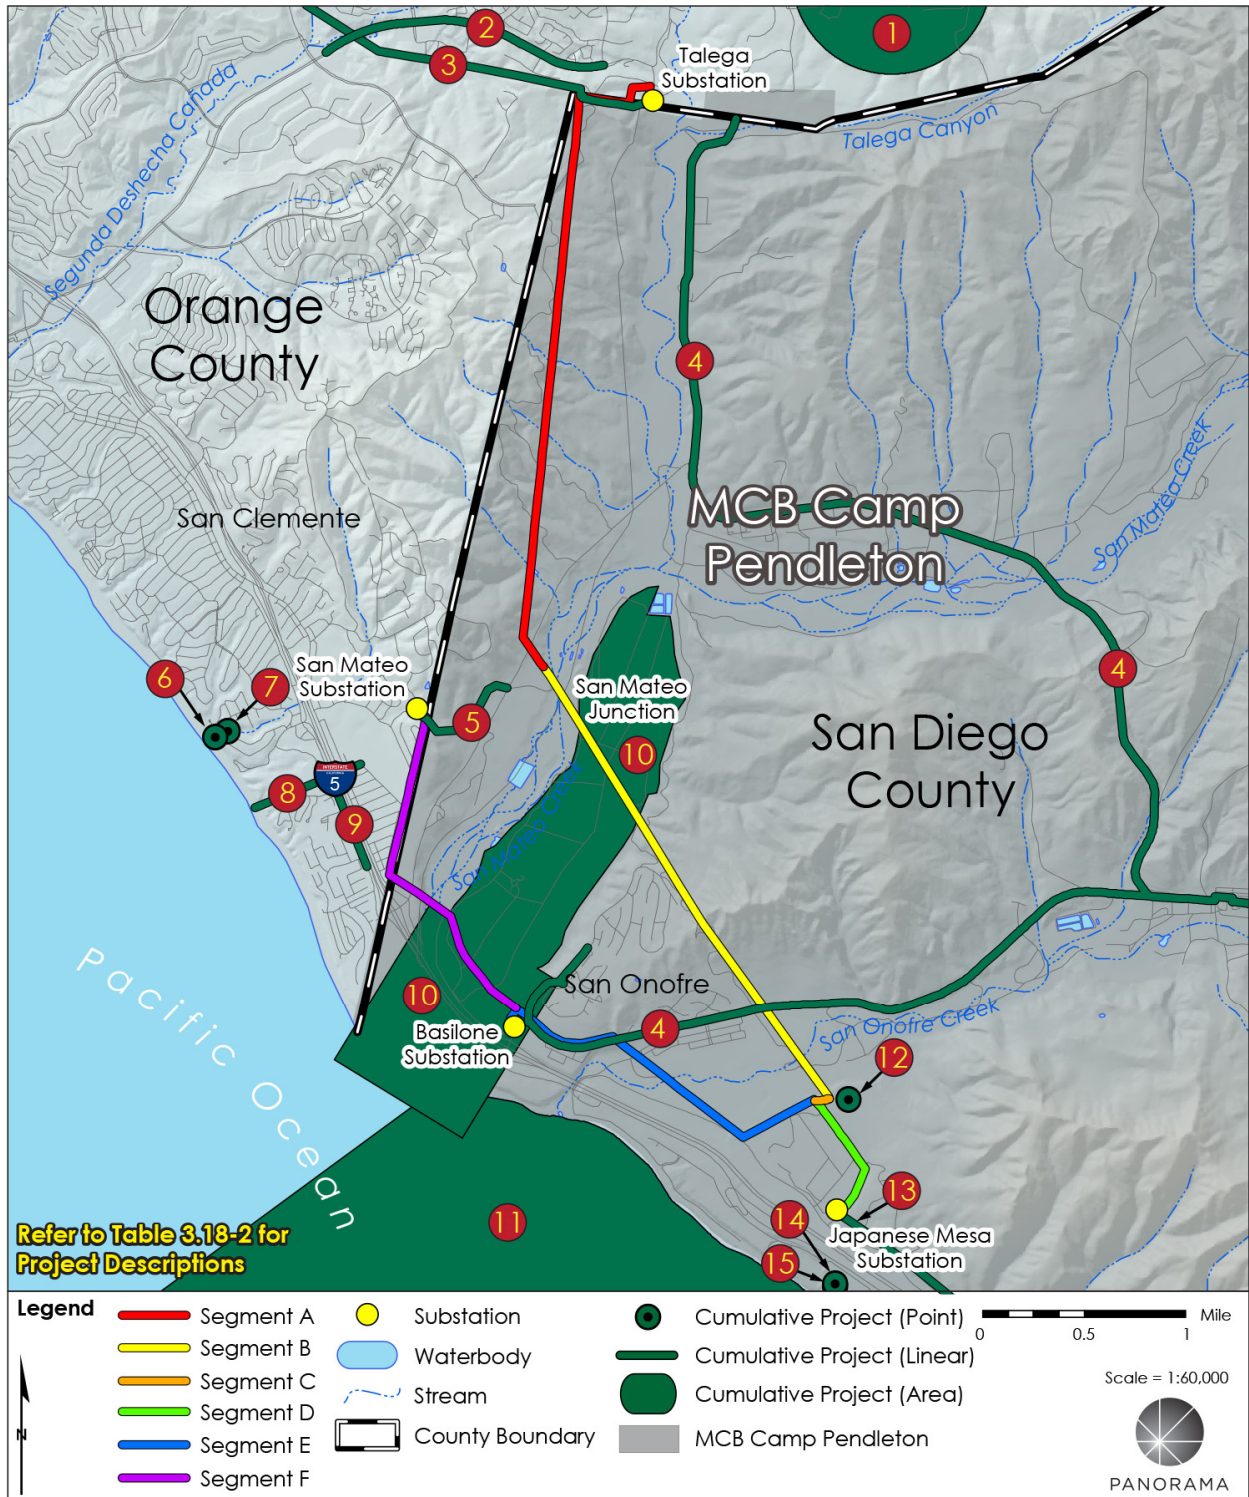 1
2
3
Talega
Substation
Talega Canyon
Segunda Deshecha Cañada
Orange
County
4
San Clemente
MCB Camp
Pendleton
San Mateo Creek
San Mateo
Substation
6
7
5
San Mateo
Junction
10
4
San Diego
County
INTERSTATE
CALIFORNIA
5
8
9
San Mateo Creek
Pacific Ocean
10
San Onofre
Basilone
Substation
4
San Onofre Creek
12
11
13
14
15
Japanese Mesa
Substation
Refer to Table 3.18-2 for
Project Descriptions
Legend
N
Segment A
Segment B
Segment C
Segment D
Segment E
Segment F
Substation
Waterbody
Stream
County Boundary
Cumulative Project (Point)
Cumulative Project (Linear)
Cumulative Project (Area)
MCB Camp Pendleton
Mile
0 0.5 1
Scale = 1:60,000
PANORAMA